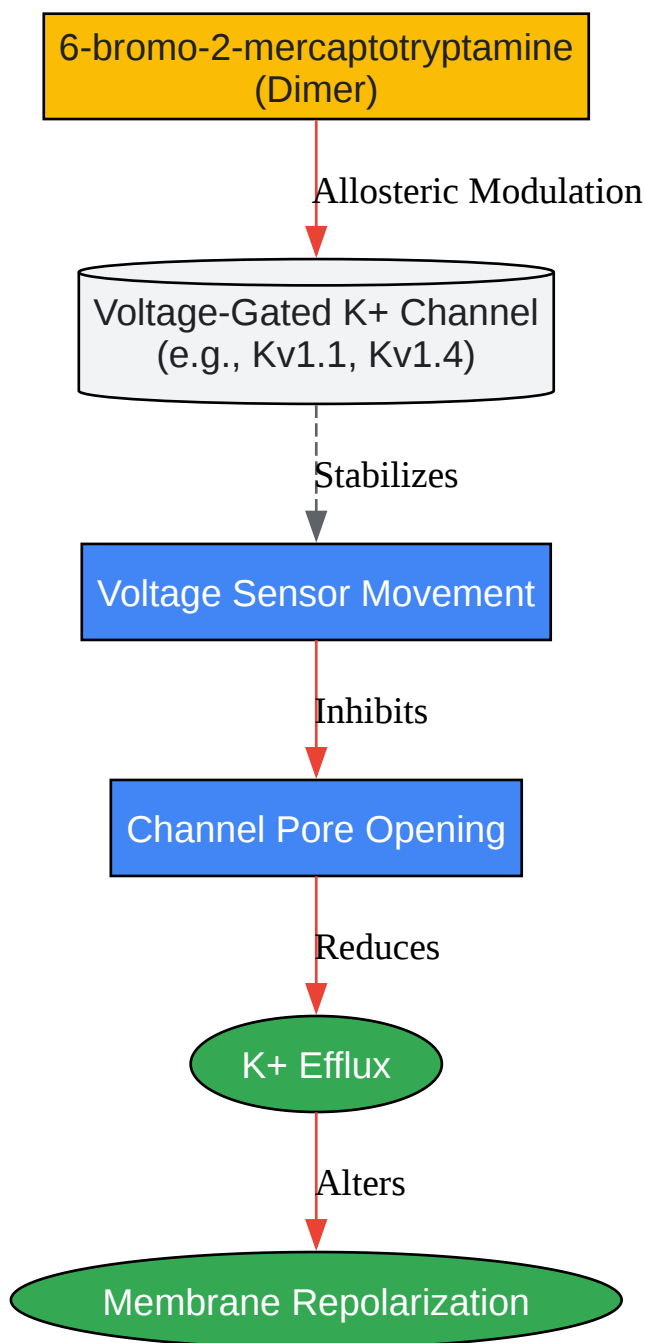 6-bromo-2-mercaptotryptamine
(Dimer)
Allosteric Modulation
Voltage-Gated K+ Channel
(e.g., Kv1.1, Kv1.4)
Stabilizes
Voltage Sensor Movement
Inhibits
Channel Pore Opening
Reduces
K+ Efflux
Alters
Membrane Repolarization